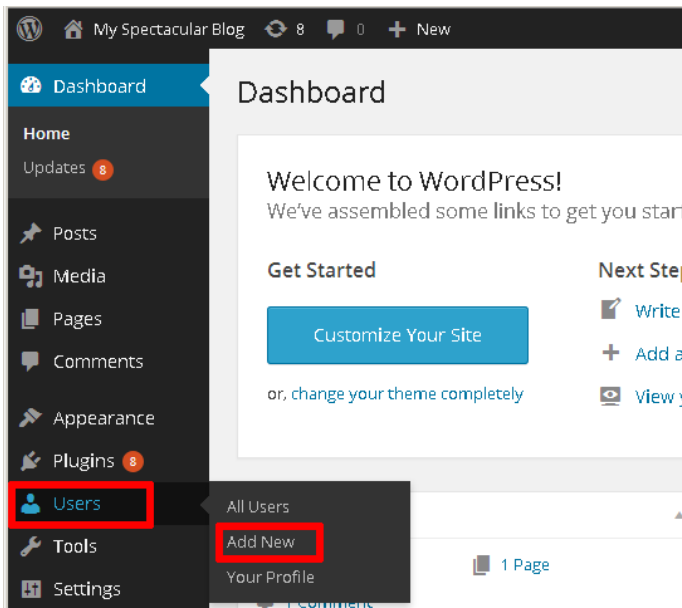 My Spectacular Blog 8 0 + New
Dashboard
Home
Updates 8
Posts
Media
Pages
Comments
Appearance
Plugins 8
Users
Tools
Settings
All Users
Add New
Your Profile
Dashboard
Welcome to WordPress!
We've assembled some links to get you start
Get Started
Customize Your Site
or, change your theme completely
Next Step
Write
Add a
View
1 Page
1 Comment